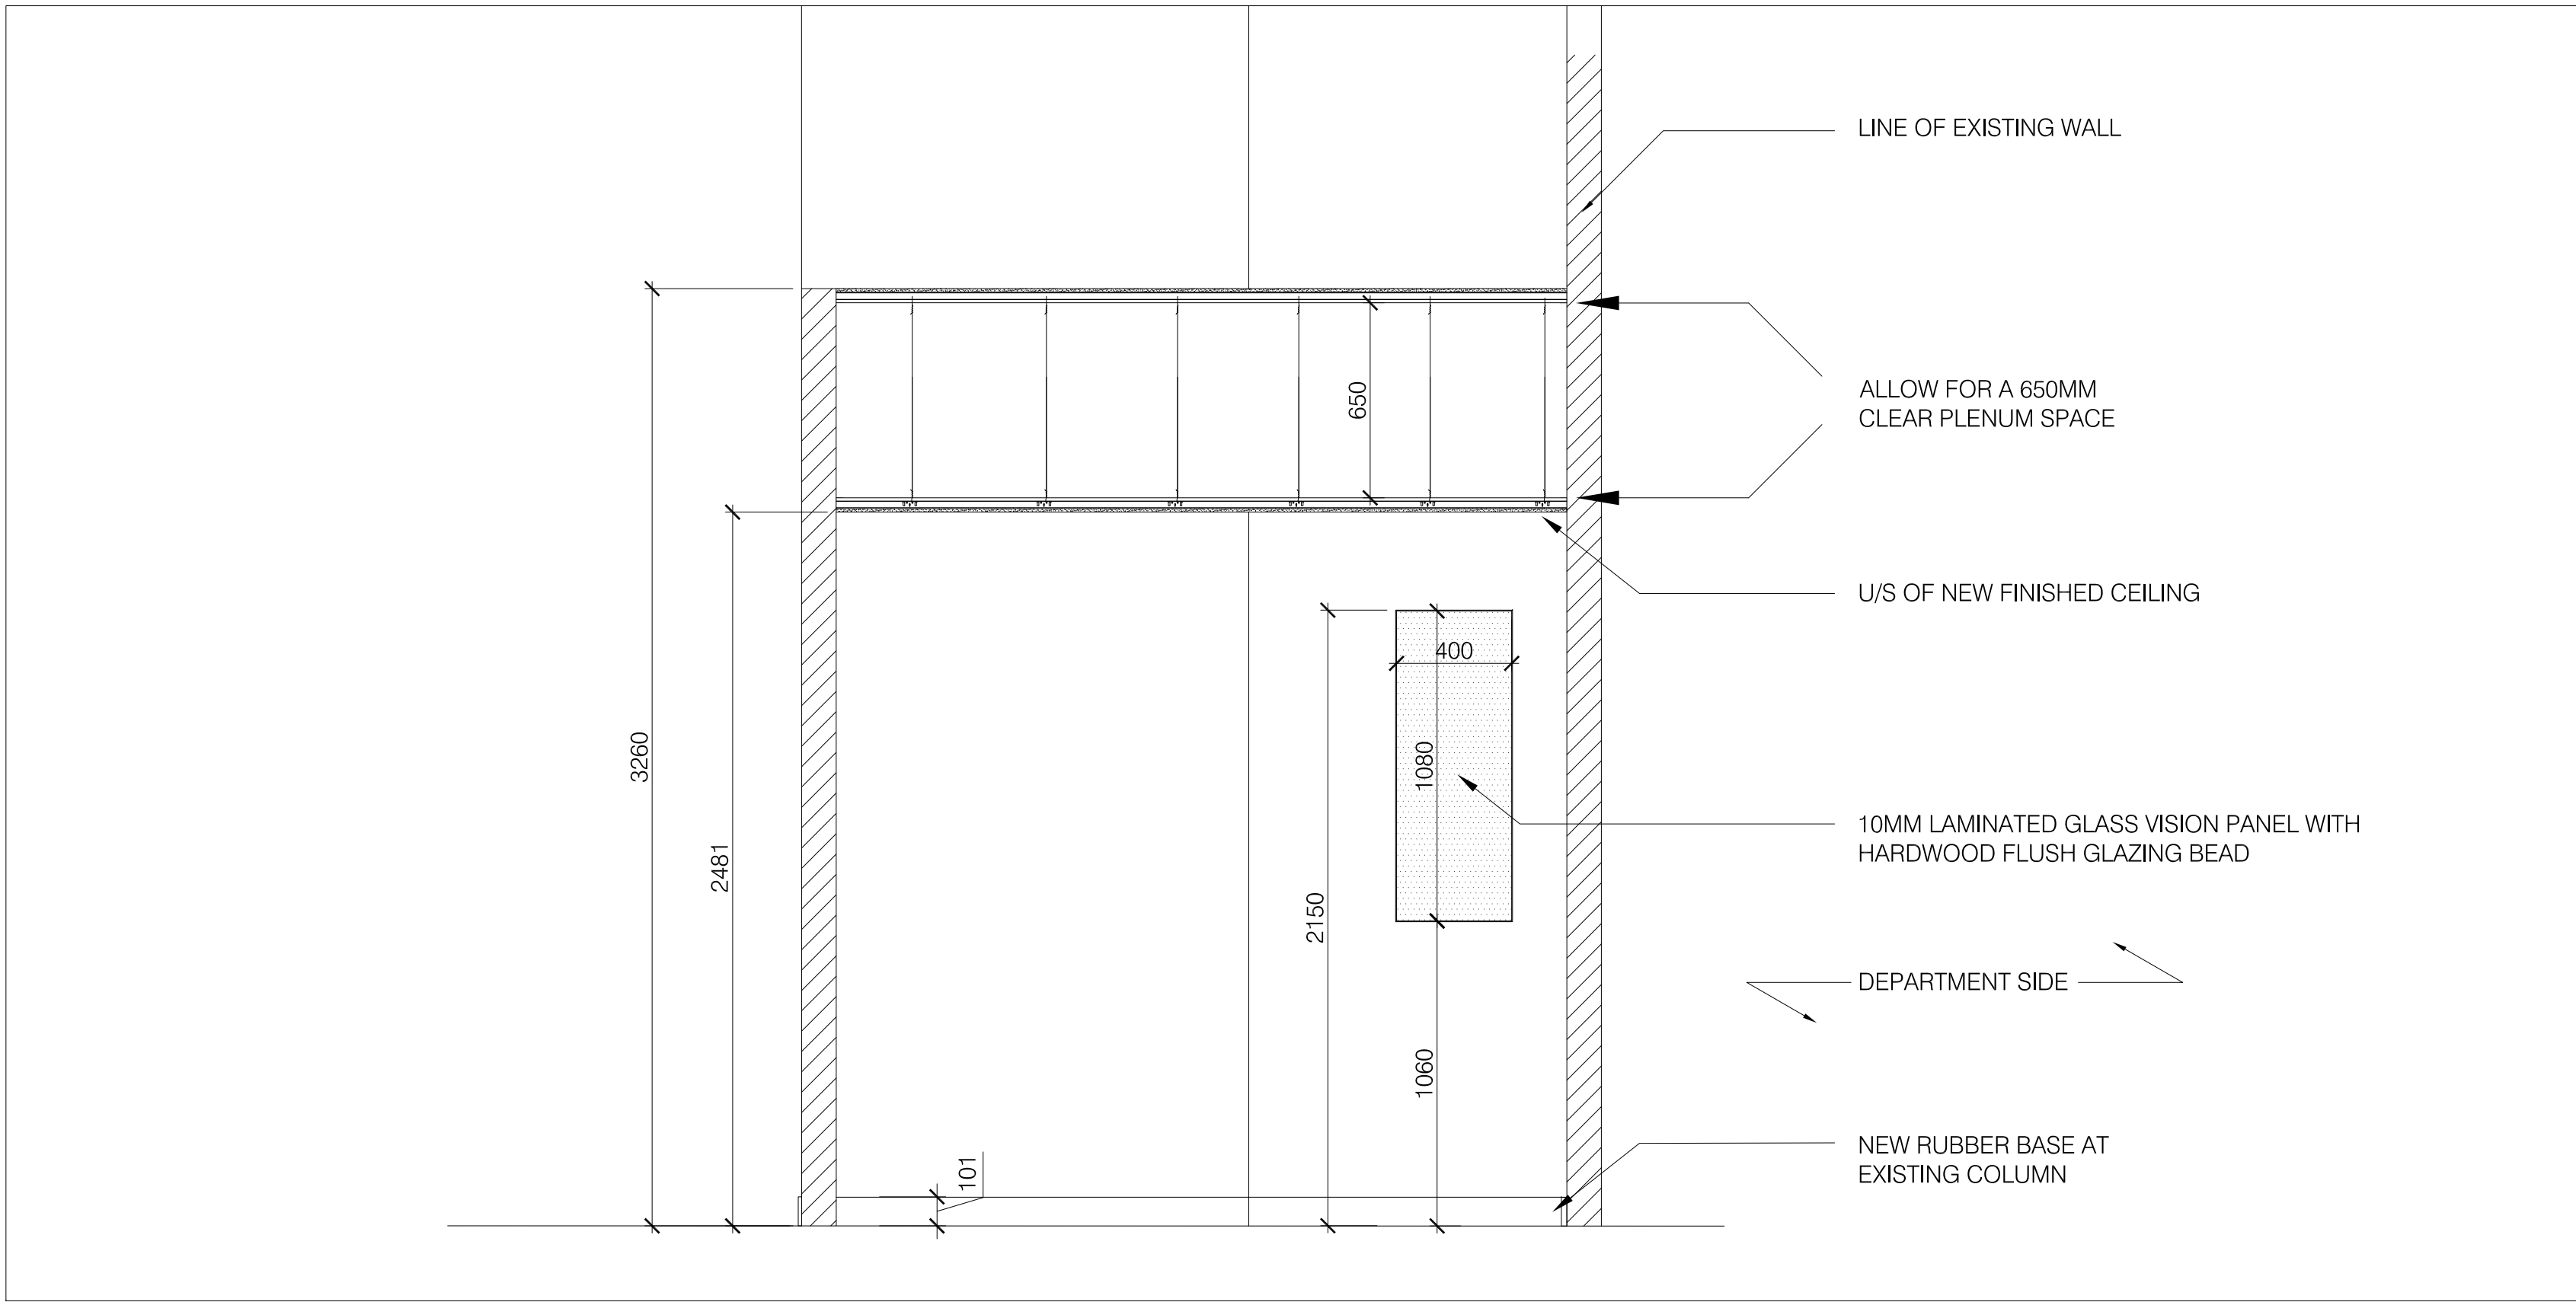 LINE OF EXISTING WALL
ALLOW FOR A 650MM
CLEAR PLENUM SPACE
650
U/S OF NEW FINISHED CEILING
400
3260
1080
2481
10MM LAMINATED GLASS VISION PANEL WITH
HARDWOOD FLUSH GLAZING BEAD
2150
DEPARTMENT SIDE
1060
101
NEW RUBBER BASE AT
EXISTING COLUMN